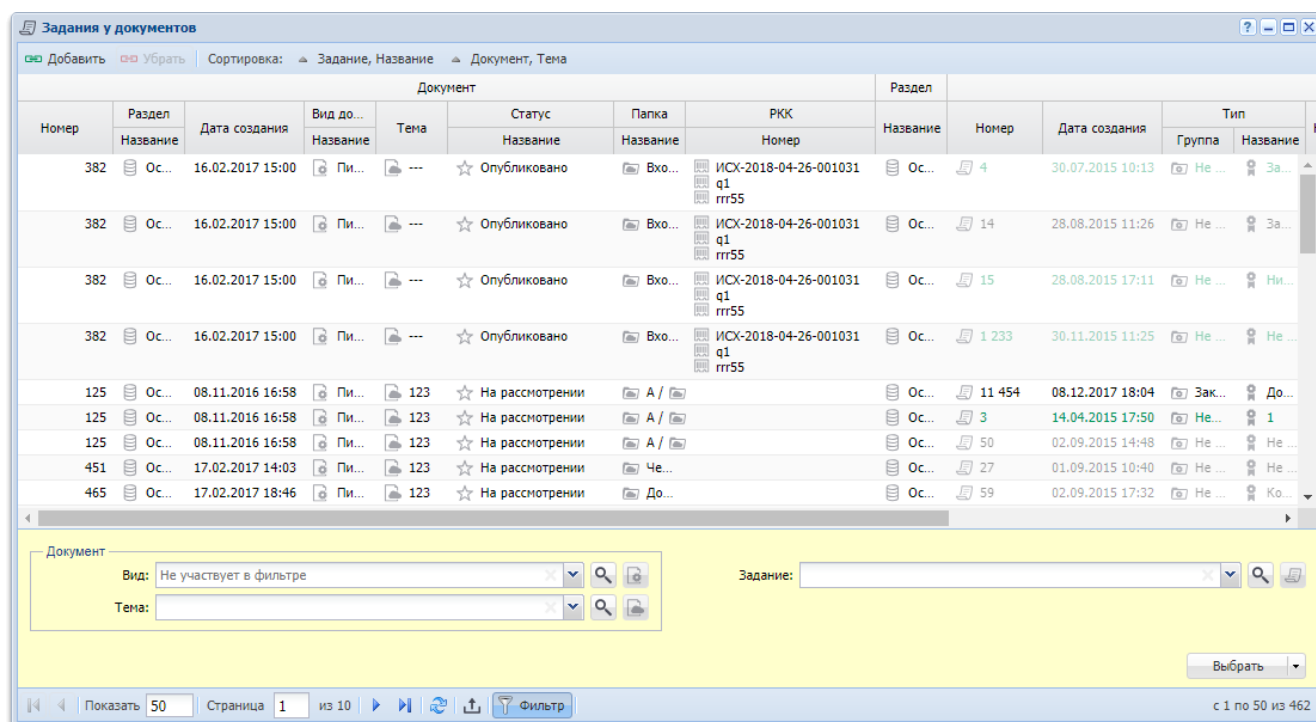 Задания у документов
Добавить Убрать Сортировка: Задание, Название Документ, Тема
Документ Раздел
Номер Раздел Дата создания Вид до... Тема Статус Папка РКК Название Номер Дата создания Тип
Название Название Название Название Номер Группа Название
382 Ос... 16.02.2017 15:00 Пи... --- Опубликовано Вхо... ИСХ-2018-04-26-001031 Ос... 4 30.07.2015 10:13 Не ... За...
q1
rrr55
382 Ос... 16.02.2017 15:00 Пи... --- Опубликовано Вхо... ИСХ-2018-04-26-001031 Ос... 14 28.08.2015 11:26 Не ... За...
q1
rrr55
382 Ос... 16.02.2017 15:00 Пи... --- Опубликовано Вхо... ИСХ-2018-04-26-001031 Ос... 15 28.08.2015 17:11 Не ... Ни...
q1
rrr55
382 Ос... 16.02.2017 15:00 Пи... --- Опубликовано Вхо... ИСХ-2018-04-26-001031 Ос... 1 233 30.11.2015 11:25 Не ... Не ...
q1
rrr55
125 Ос... 08.11.2016 16:58 Пи... 123 На рассмотрении А / Ос... 11 454 08.12.2017 18:04 Зак... До...
125 Ос... 08.11.2016 16:58 Пи... 123 На рассмотрении А / Ос... 3 14.04.2015 17:50 Не... 1
125 Ос... 08.11.2016 16:58 Пи... 123 На рассмотрении А / Ос... 50 02.09.2015 14:48 Не ... Не ...
451 Ос... 17.02.2017 14:03 Пи... 123 На рассмотрении Че... Ос... 27 01.09.2015 10:40 Не ... Не ...
465 Ос... 17.02.2017 18:46 Пи... 123 На рассмотрении До... Ос... 59 02.09.2015 17:32 Не ... Ко...
Документ
Вид: Не участвует в фильтре Задание:
Тема:
Выбрать
Показать 50 Страница 1 из 10 Фильтр с 1 по 50 из 462